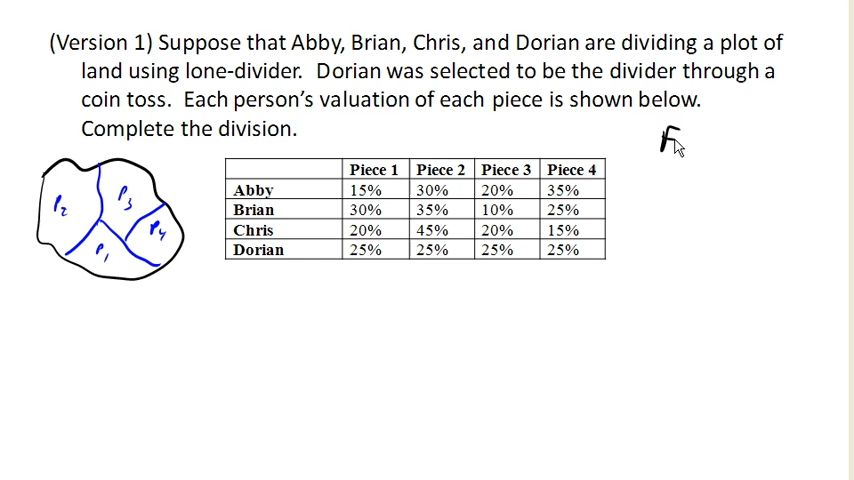 (Version 1) Suppose that Abby, Brian, Chris, and Dorian are dividing a plot of
land using lone-divider. Dorian was selected to be the divider through a
coin toss. Each person's valuation of each piece is shown below.
Complete the division.
F
P2 P3 P4 P1
Piece 1 Piece 2 Piece 3 Piece 4
Abby 15% 30% 20% 35%
Brian 30% 35% 10% 25%
Chris 20% 45% 20% 15%
Dorian 25% 25% 25% 25%